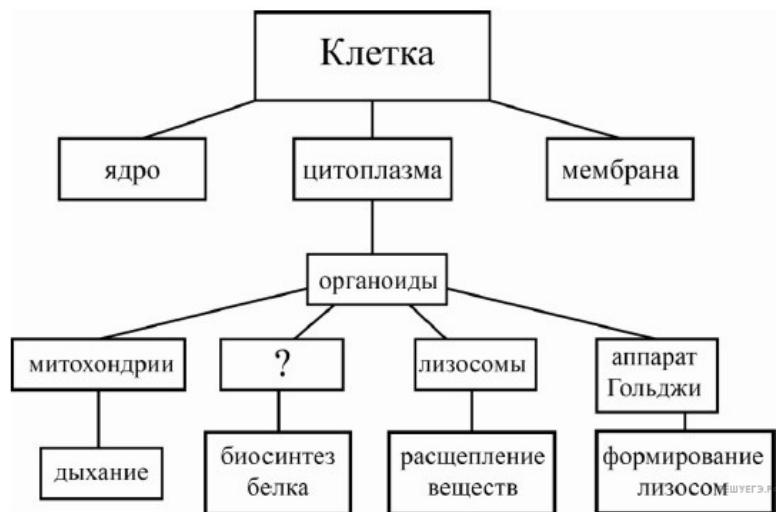 Клетка
ядро
цитоплазма
мембрана
органоиды
митохондрии
?
лизосомы
аппарат
Гольджи
дыхание
биосинтез
белка
расщепление
веществ
формирование
лизосом